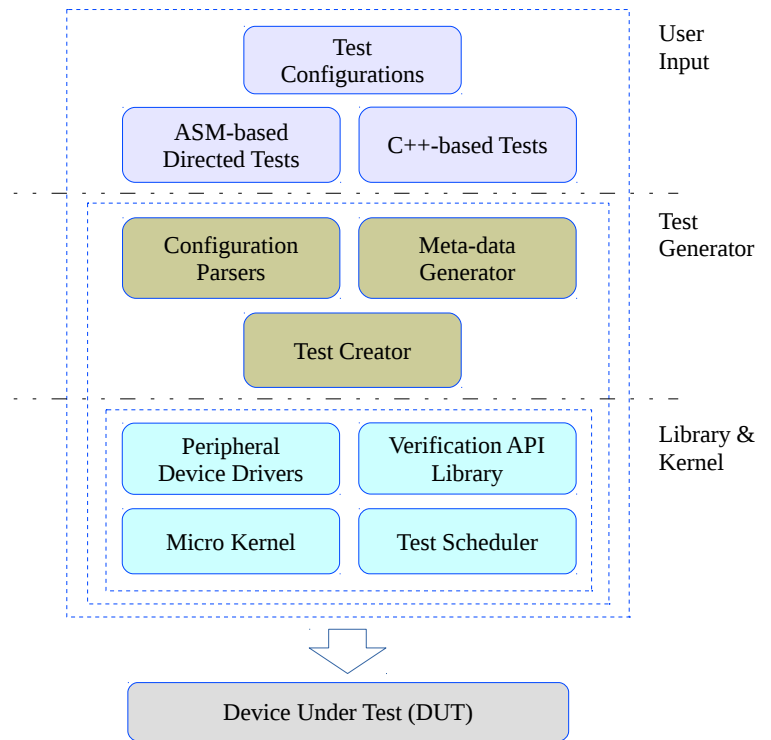 Test
Configurations
User
Input
ASM-based
Directed Tests
C++-based Tests
Configuration
Parsers
Meta-data
Generator
Test
Generator
Test Creator
Peripheral
Device Drivers
Verification API
Library
Library &
Kernel
Micro Kernel
Test Scheduler
Device Under Test (DUT)